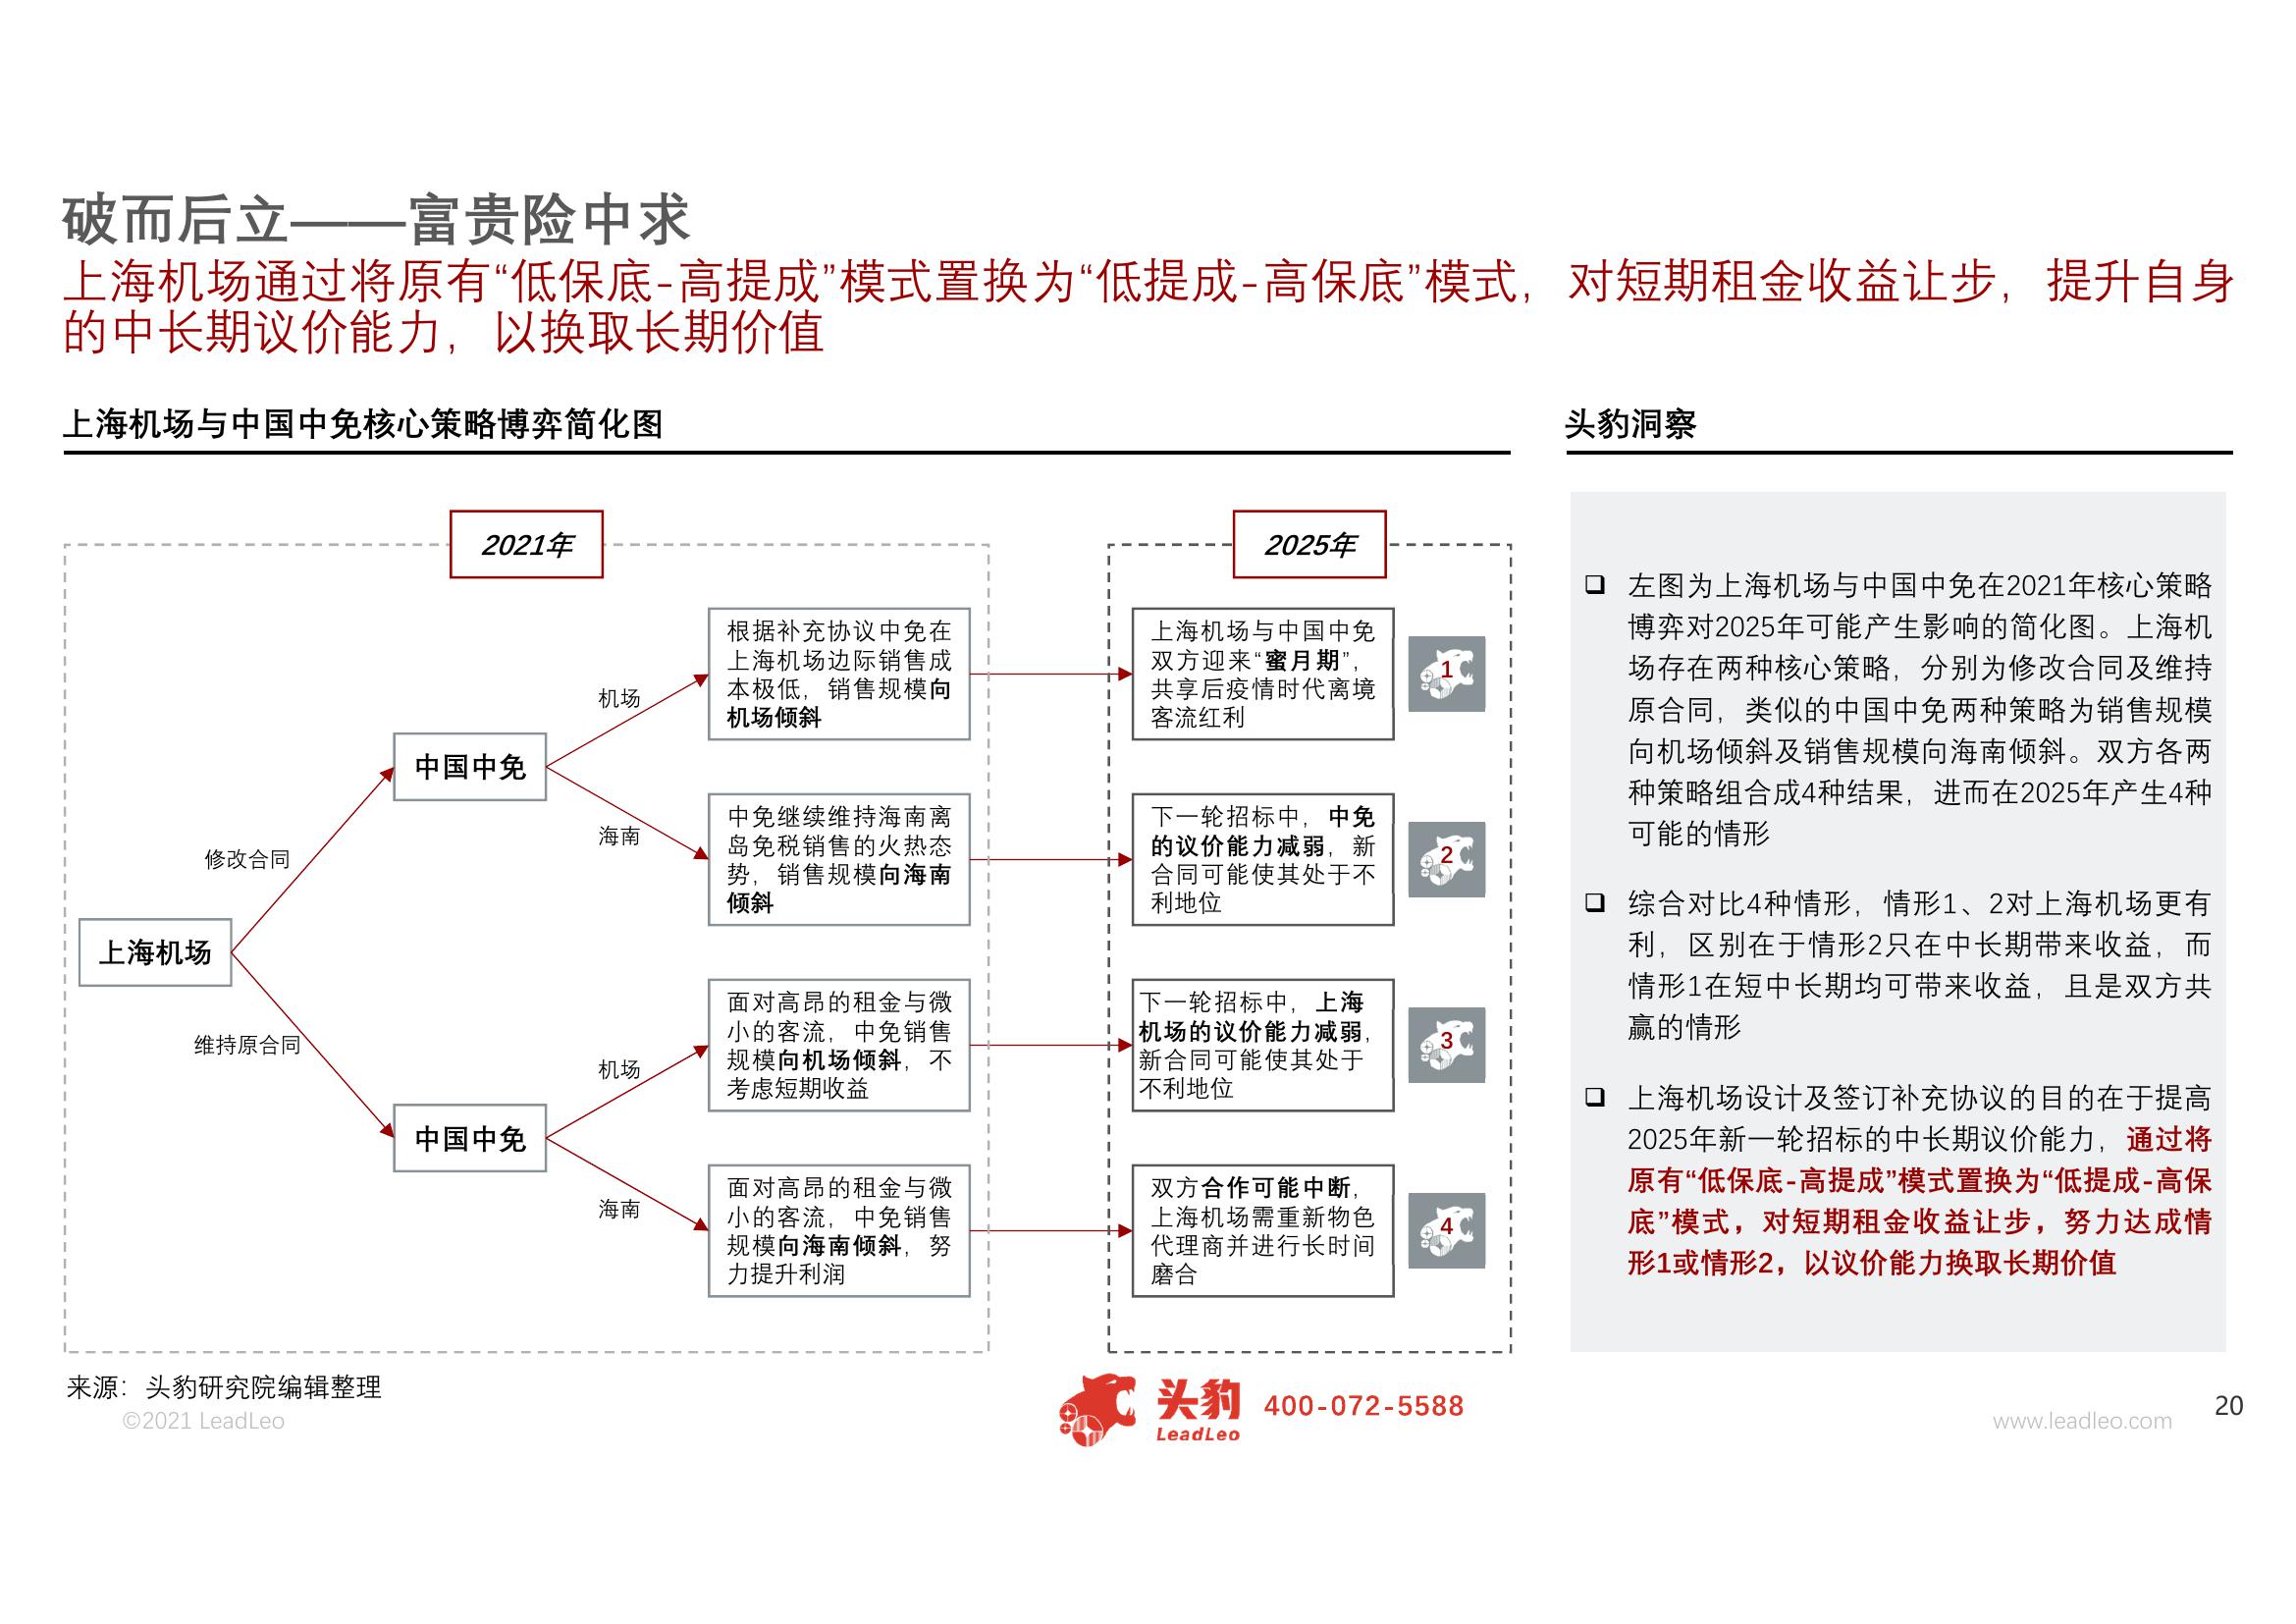 破而后立——富贵险中求
上海机场通过将原有“低保底-高提成”模式置换为“低提成-高保底”模式，对短期租金收益让步，提升自身
的中长期议价能力，以换取长期价值
上海机场与中国中免核心策略博弈简化图
2021年
2025年
上海机场
修改合同
维持原合同
中国中免
中国中免
机场
海南
机场
海南
根据补充协议中免在
上海机场边际销售成
本极低，销售规模向
机场倾斜
中免继续维持海南离
岛免税销售的火热态
势，销售规模向海南
倾斜
面对高昂的租金与微
小的客流，中免销售
规模向机场倾斜，不
考虑短期收益
面对高昂的租金与微
小的客流，中免销售
规模向海南倾斜，努
力提升利润
上海机场与中国中免
双方迎来“蜜月期”，
共享后疫情时代离境
客流红利
1
下一轮招标中，中免
的议价能力减弱，新
合同可能使其处于不
利地位
2
下一轮招标中，上海
机场的议价能力减弱，
新合同可能使其处于
不利地位
3
双方合作可能中断，
上海机场需重新物色
代理商并进行长时间
磨合
4
头豹洞察
❑ 左图为上海机场与中国中免在2021年核心策略
博弈对2025年可能产生影响的简化图。上海机
场存在两种核心策略，分别为修改合同及维持
原合同，类似的中国中免两种策略为销售规模
向机场倾斜及销售规模向海南倾斜。双方各两
种策略组合成4种结果，进而在2025年产生4种
可能的情形
❑ 综合对比4种情形，情形1、2对上海机场更有
利，区别在于情形2只在中长期带来收益，而
情形1在短中长期均可带来收益，且是双方共
赢的情形
❑ 上海机场设计及签订补充协议的目的在于提高
2025年新一轮招标的中长期议价能力，通过将
原有“低保底-高提成”模式置换为“低提成-高保
底”模式，对短期租金收益让步，努力达成情
形1或情形2，以议价能力换取长期价值
来源：头豹研究院编辑整理
©2021 LeadLeo
头豹
LeadLeo
400-072-5588
www.leadleo.com
20